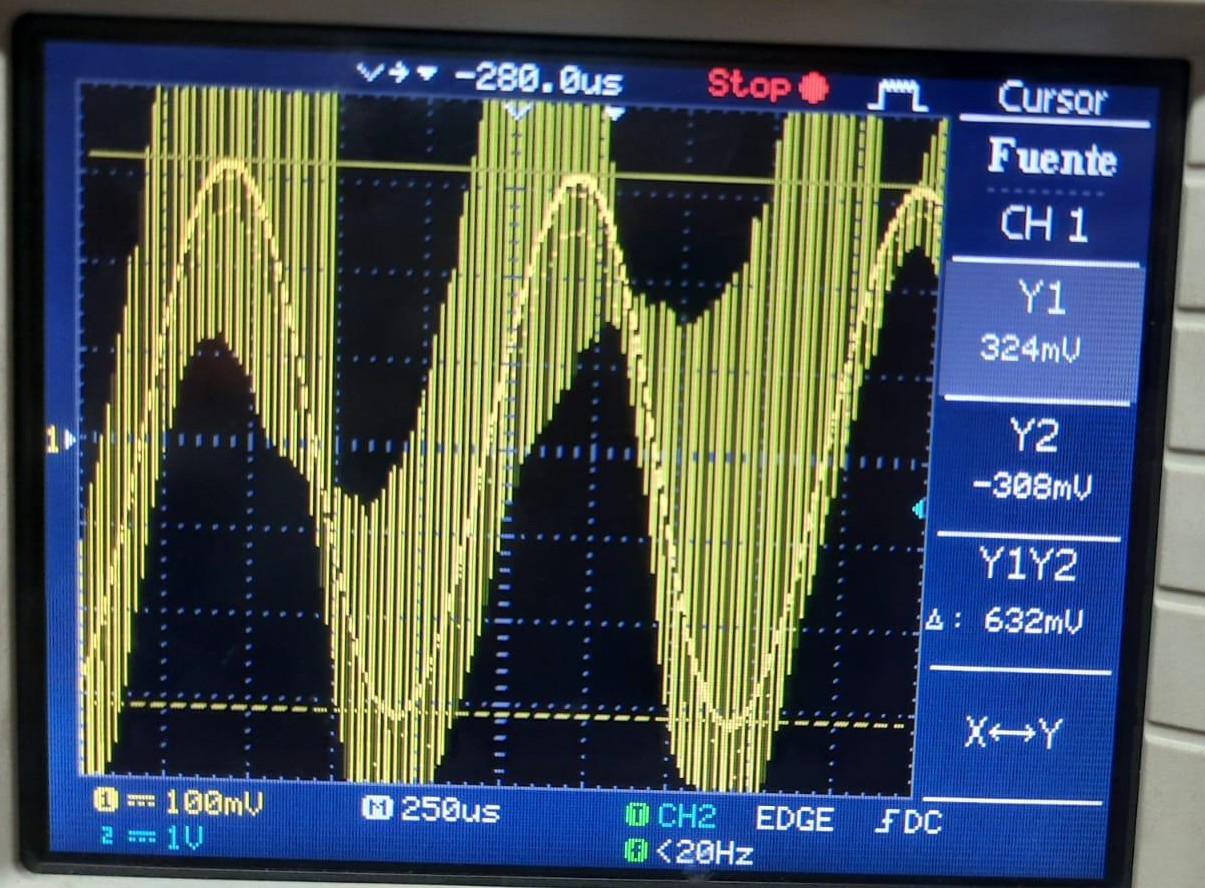 -280.0us Stop Cursor
Fuente
CH 1
Y1
324mV
1
Y2
-308mV
Y1Y2
Δ: 632mV
X↔Y
1 100mV M 250us T CH2 EDGE DC
2 1V f <20Hz